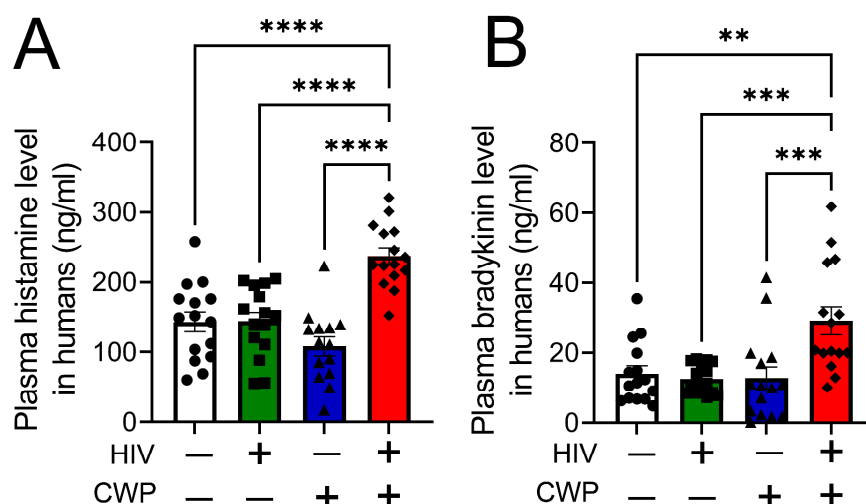 A
****
****
****
Plasma histamine level
in humans (ng/ml)
400
300
200
100
0
HIV — + — +
CWP — — + +
B
**
***
***
Plasma bradykinin level
in humans (ng/ml)
80
60
40
20
0
HIV — + — +
CWP — — + +